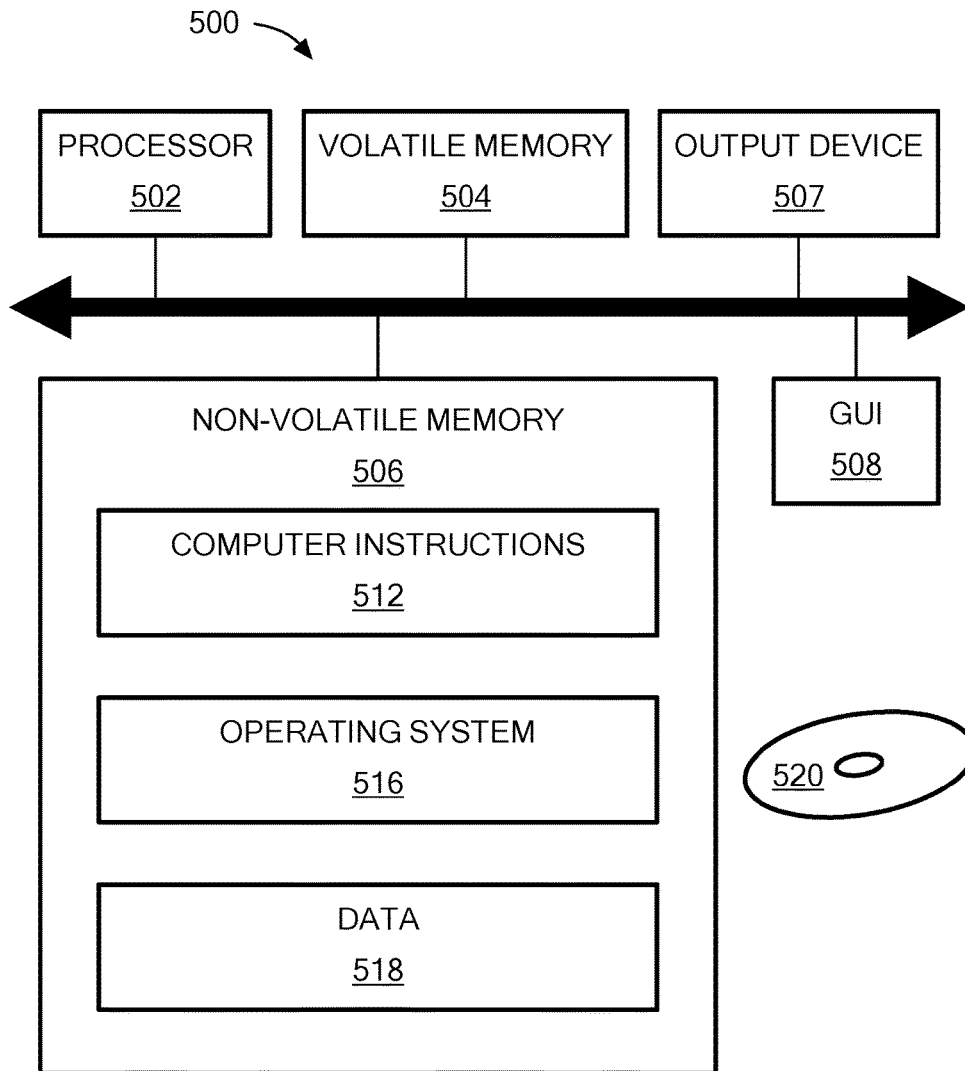 500
PROCESSOR
502
VOLATILE MEMORY
504
OUTPUT DEVICE
507
NON-VOLATILE MEMORY
506
GUI
508
COMPUTER INSTRUCTIONS
512
OPERATING SYSTEM
516
520
DATA
518